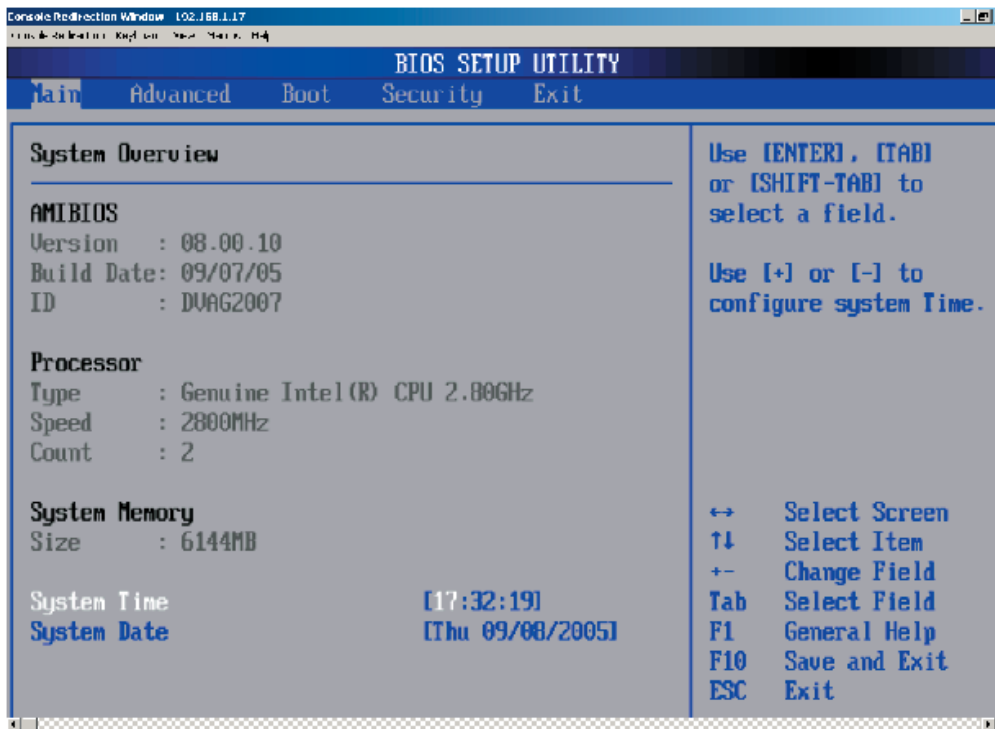 Console Redirection Window 192.168.1.17
BIOS SETUP UTILITY
Main Advanced Boot Security Exit
System Overview
AMIBIOS
Version : 08.00.10
Build Date: 09/07/05
ID : DVAG2007
Processor
Type : Genuine Intel(R) CPU 2.80GHz
Speed : 2800MHz
Count : 2
System Memory
Size : 6144MB
System Time [17:32:19]
System Date [Thu 09/08/2005]
Use [ENTER], [TAB]
or [SHIFT-TAB] to
select a field.
Use [+] or [-] to
configure system Time.
↔ Select Screen
↑↓ Select Item
+- Change Field
Tab Select Field
F1 General Help
F10 Save and Exit
ESC Exit